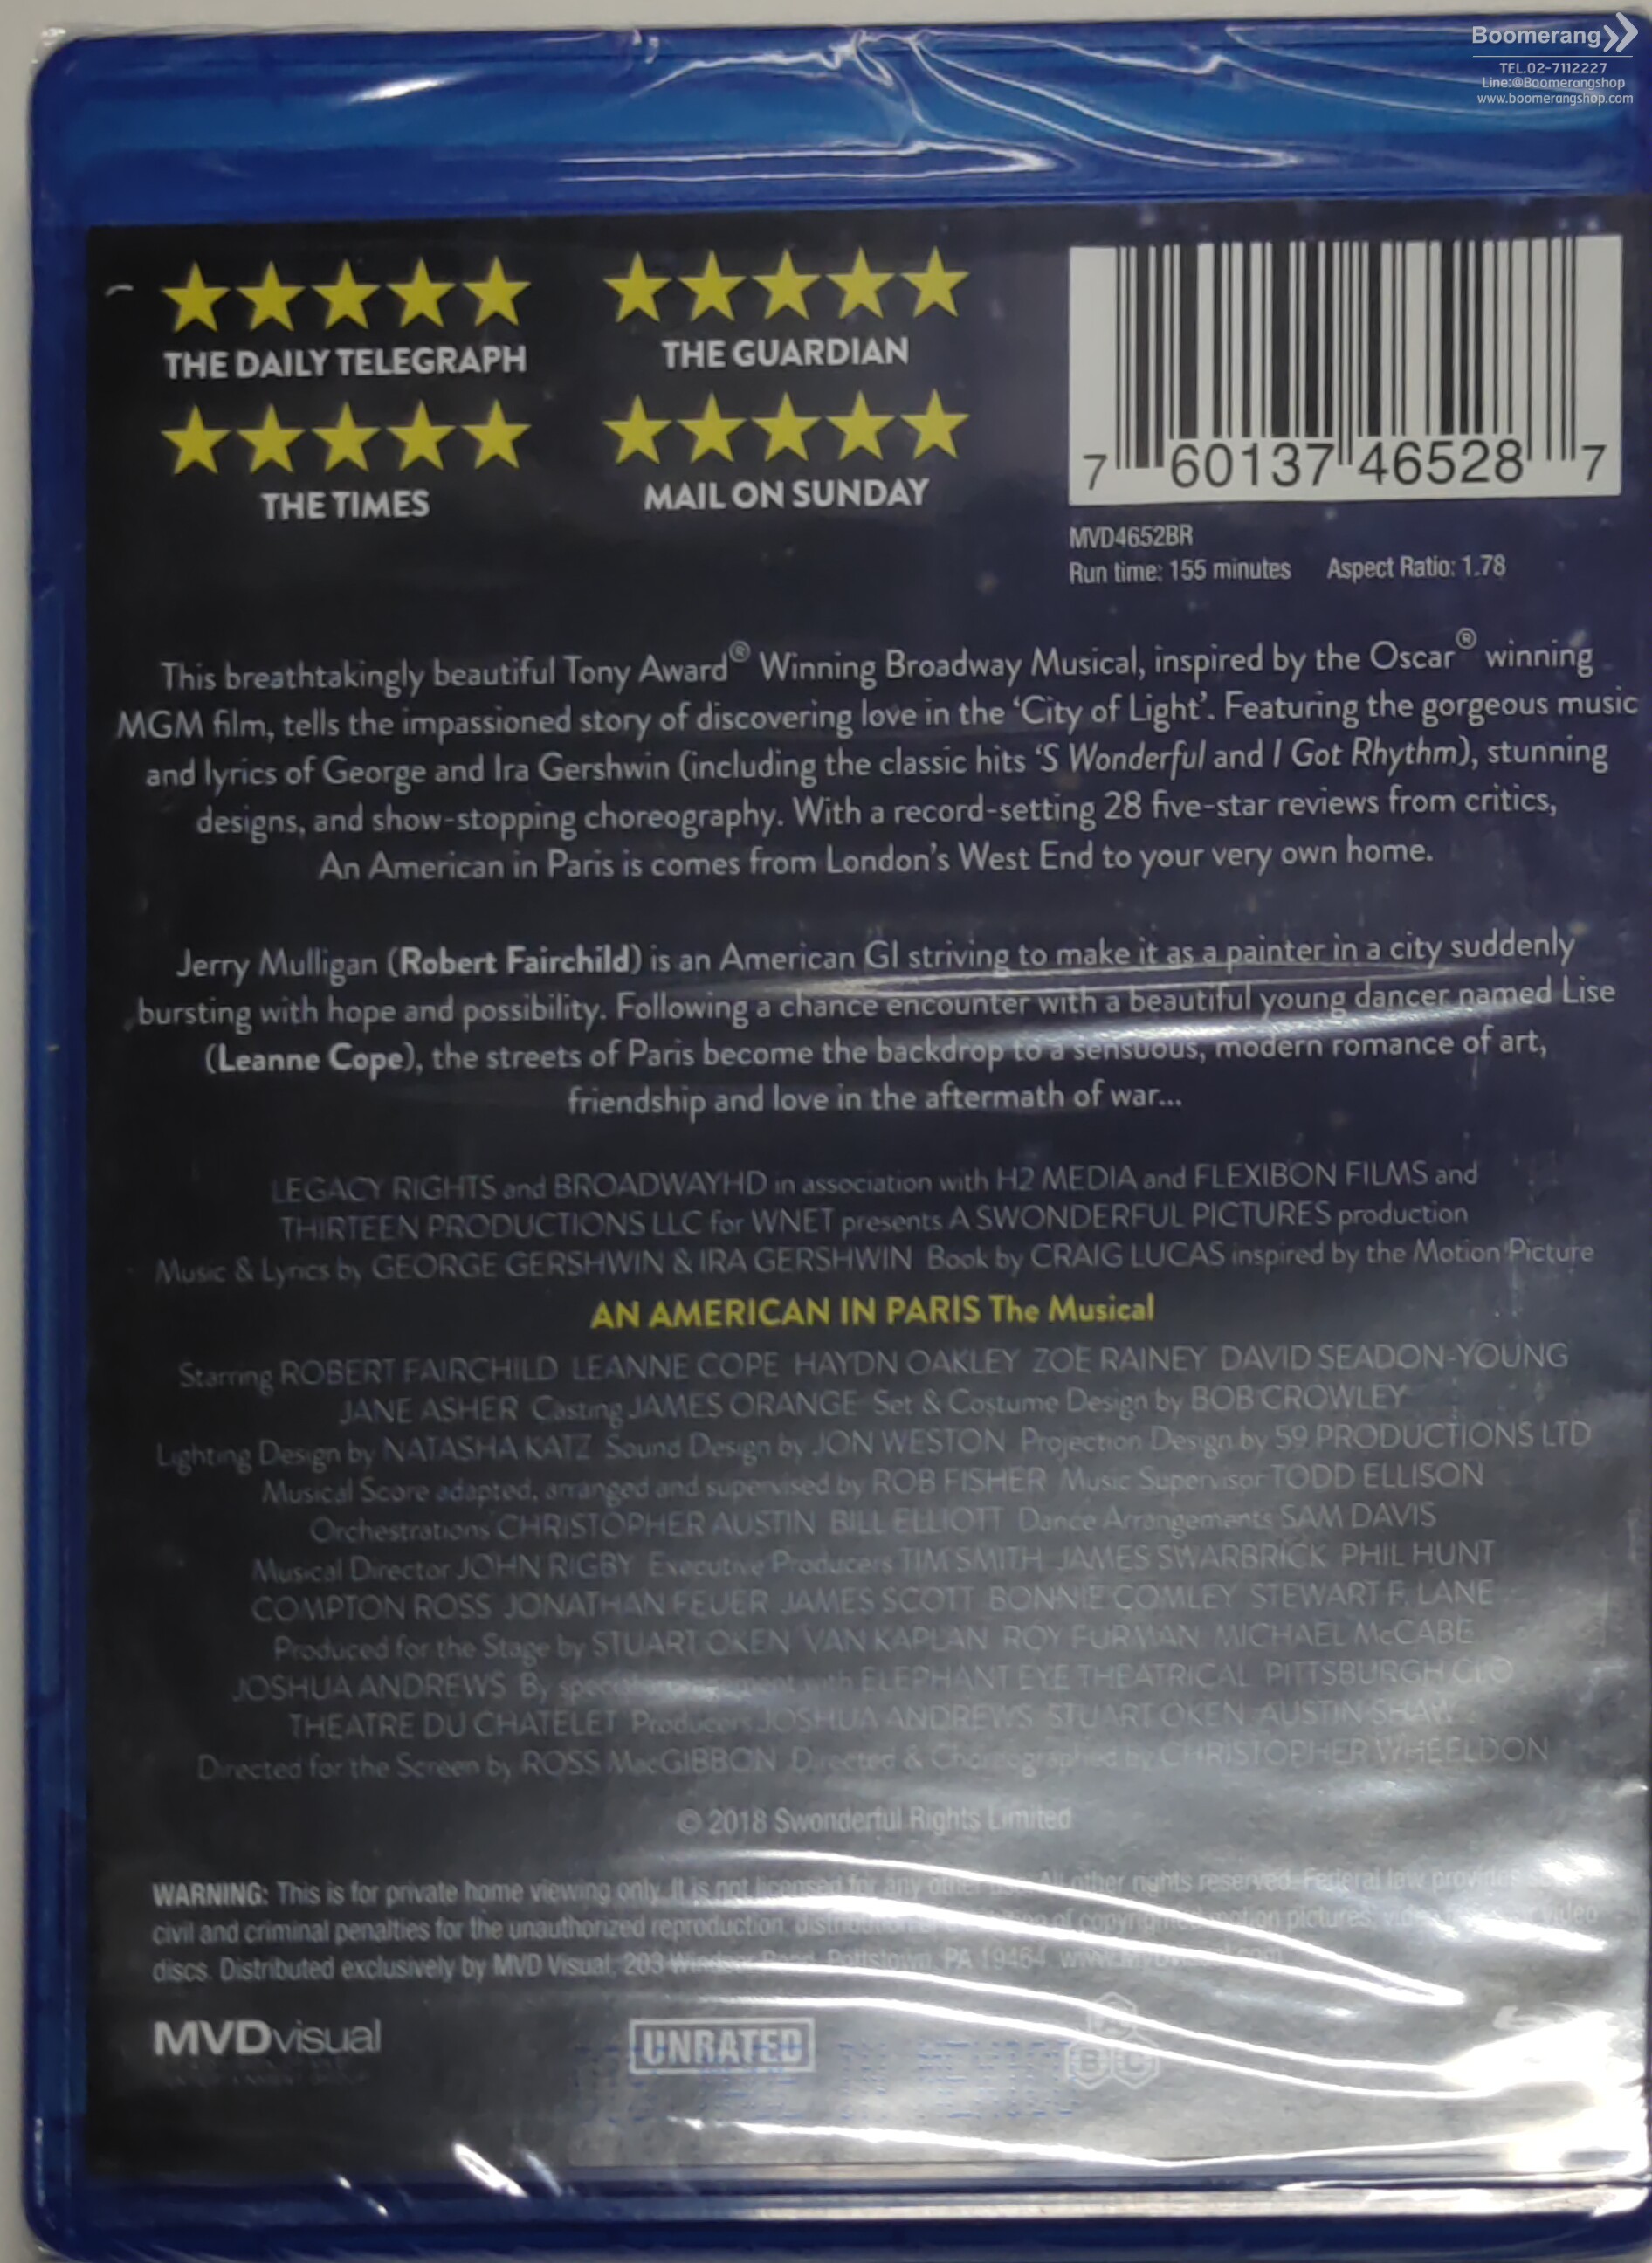 Boomerang
TEL.02-7112227
Line:@Boomerangshop
www.boomerangshop.com
THE DAILY TELEGRAPH
THE GUARDIAN
THE TIMES
MAIL ON SUNDAY
7 60137 46528 7
MVD4652BR
Run time: 155 minutes Aspect Ratio: 1.78
This breathtakingly beautiful Tony Award® Winning Broadway Musical, inspired by the Oscar® winning
MGM film, tells the impassioned story of discovering love in the ‘City of Light’. Featuring the gorgeous music
and lyrics of George and Ira Gershwin (including the classic hits ‘S Wonderful and I Got Rhythm), stunning
designs, and show-stopping choreography. With a record-setting 28 five-star reviews from critics,
An American in Paris is comes from London’s West End to your very own home.
Jerry Mulligan (Robert Fairchild) is an American GI striving to make it as a painter in a city suddenly
bursting with hope and possibility. Following a chance encounter with a beautiful young dancer named Lise
(Leanne Cope), the streets of Paris become the backdrop to a sensuous, modern romance of art,
friendship and love in the aftermath of war...
LEGACY RIGHTS and BROADWAYHD in association with H2 MEDIA and FLEXIBON FILMS and
THIRTEEN PRODUCTIONS LLC for WNET presents A SWONDERFUL PICTURES production
Music & Lyrics by GEORGE GERSHWIN & IRA GERSHWIN Book by CRAIG LUCAS inspired by the Motion Picture
AN AMERICAN IN PARIS The Musical
Starring ROBERT FAIRCHILD LEANNE COPE HAYDN OAKLEY ZOE RAINEY DAVID SEADON-YOUNG
JANE ASHER Casting JAMES ORANGE Set & Costume Design by BOB CROWLEY
Lighting Design by NATASHA KATZ Sound Design by JON WESTON Projection Design by 59 PRODUCTIONS LTD
Musical Score adapted, arranged and supervised by ROB FISHER Music Supervisor TODD ELLISON
Orchestrations CHRISTOPHER AUSTIN BILL ELLIOTT Dance Arrangements SAM DAVIS
Musical Director JOHN RIGBY Executive Producers TIM SMITH JAMES SWARBRICK PHIL HUNT
COMPTON ROSS JONATHAN FEUER JAMES SCOTT BONNIE COMLEY STEWART F. LANE
Produced for the Stage by STUART OKEN VAN KAPLAN ROY FURMAN MICHAEL McCABE
JOSHUA ANDREWS By with ELEPHANT EYE THEATRICAL PITTSBURGH CLO
THEATRE DU CHATELET Producers JOSHUA ANDREWS STUART OKEN AUSTIN SHAW
Directed for the Screen by ROSS MacGIBBON Directed & Choreographed by CHRISTOPHER WHEELDON
© 2018 Swonderful Rights Limited
WARNING: This is for private home viewing only. It is not licensed for any other All other rights reserved. Federal law provides
civil and criminal penalties for the unauthorized reproduction, of pictures, video
discs. Distributed exclusively by MVD Visual, 203 Pottstown, PA 19464
MVDvisual
UNRATED
A
B C